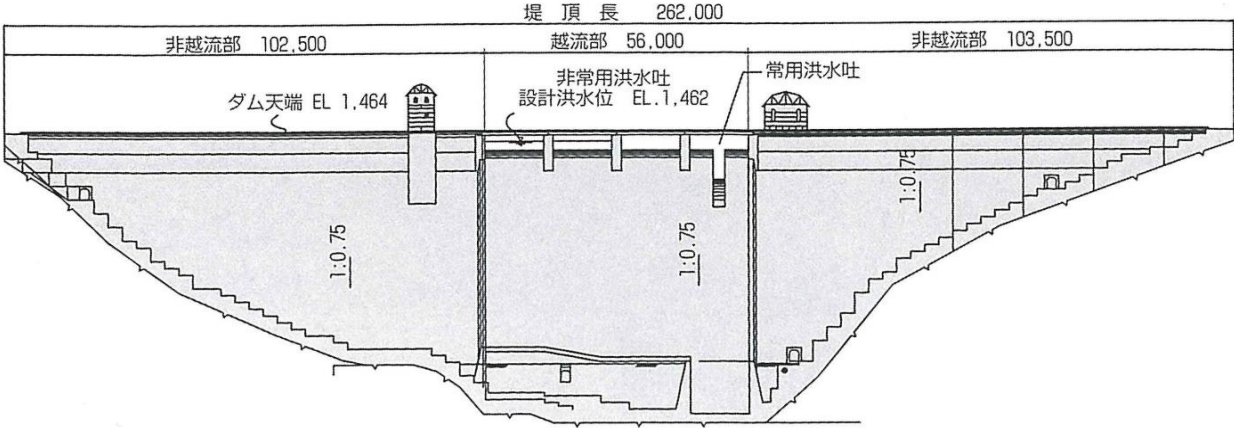 堤頂長 262,000
非越流部 102,500
越流部 56,000
非越流部 103,500
非常用洪水吐
設計洪水位 EL.1,462
常用洪水吐
ダム天端 EL 1,464
1:0.75
1:0.75
1:0.75